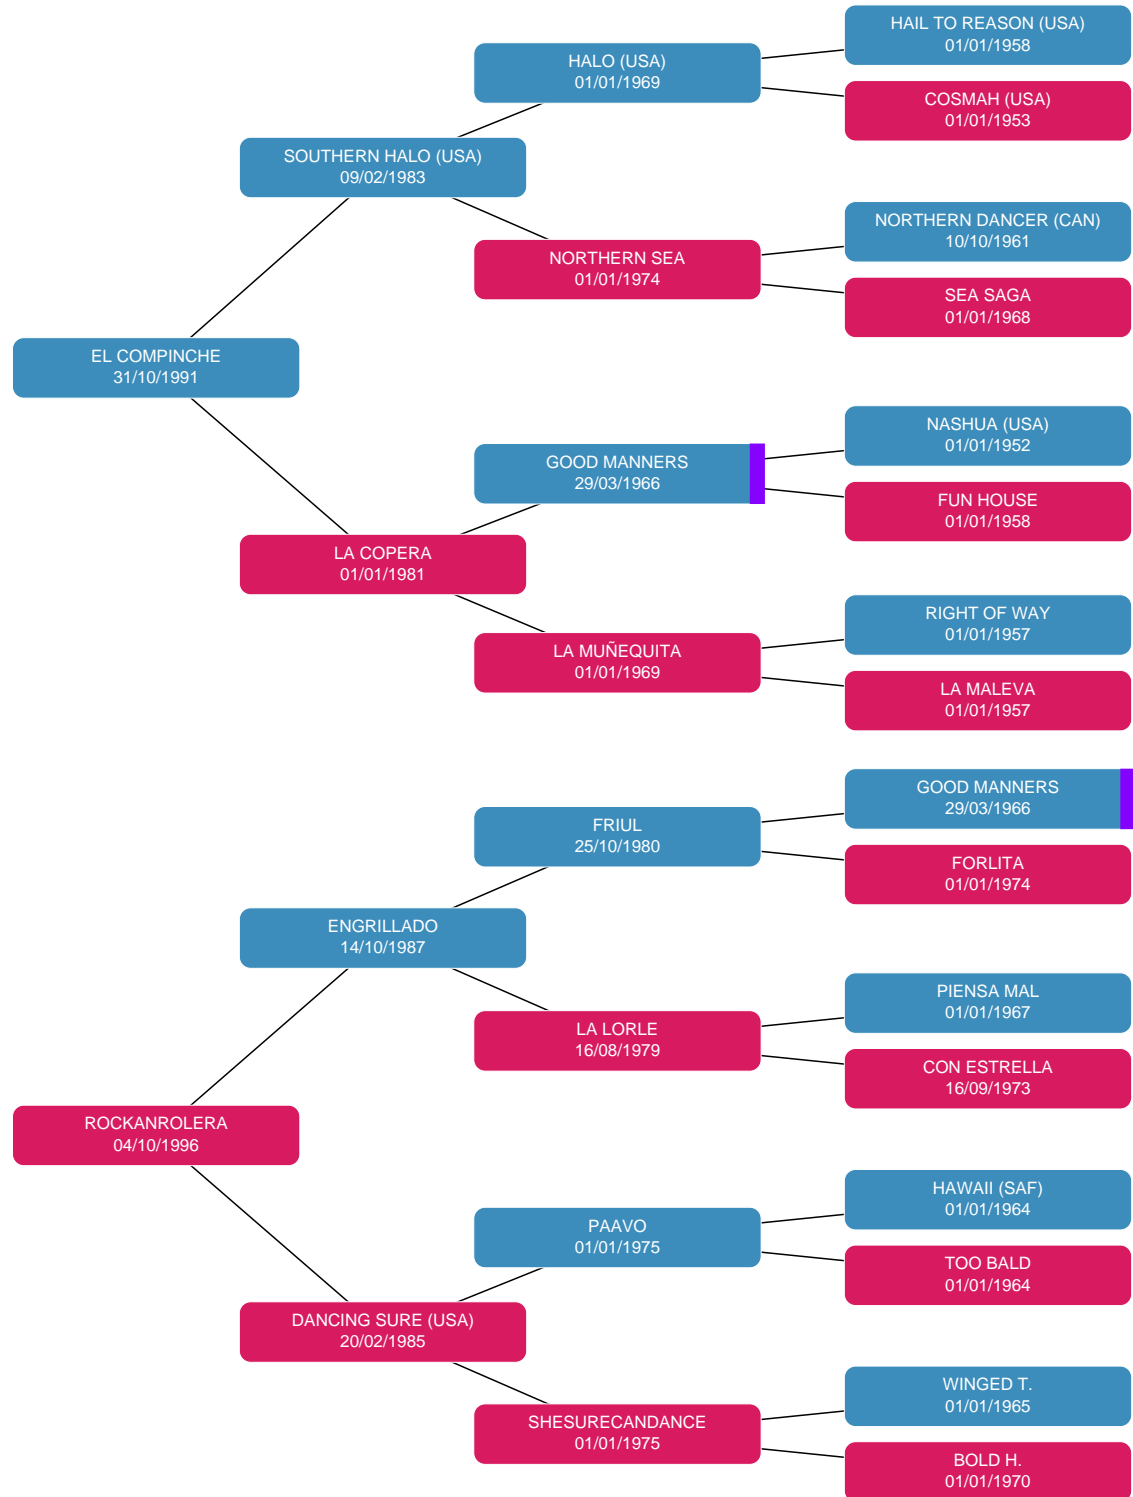 HAIL TO REASON (USA)
01/01/1958
HALO (USA)
01/01/1969
COSMAH (USA)
01/01/1953
SOUTHERN HALO (USA)
09/02/1983
NORTHERN DANCER (CAN)
10/10/1961
NORTHERN SEA
01/01/1974
SEA SAGA
01/01/1968
EL COMPINCHE
31/10/1991
NASHUA (USA)
01/01/1952
GOOD MANNERS
29/03/1966
FUN HOUSE
01/01/1958
LA COPERA
01/01/1981
RIGHT OF WAY
01/01/1957
LA MUÑEQUITA
01/01/1969
LA MALEVA
01/01/1957
GOOD MANNERS
29/03/1966
FRIUL
25/10/1980
FORLITA
01/01/1974
ENGRILLADO
14/10/1987
PIENSA MAL
01/01/1967
LA LORLE
16/08/1979
CON ESTRELLA
16/09/1973
ROCKANROLERA
04/10/1996
HAWAII (SAF)
01/01/1964
PAAVO
01/01/1975
TOO BALD
01/01/1964
DANCING SURE (USA)
20/02/1985
WINGED T.
01/01/1965
SHESURECANDANCE
01/01/1975
BOLD H.
01/01/1970